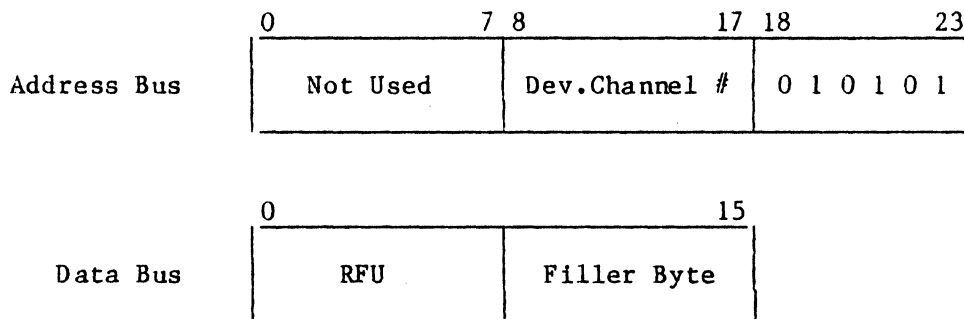 0 7 8 17 18 23
Address Bus Not Used Dev.Channel # 0 1 0 1 0 1
0 15
Data Bus RFU Filler Byte